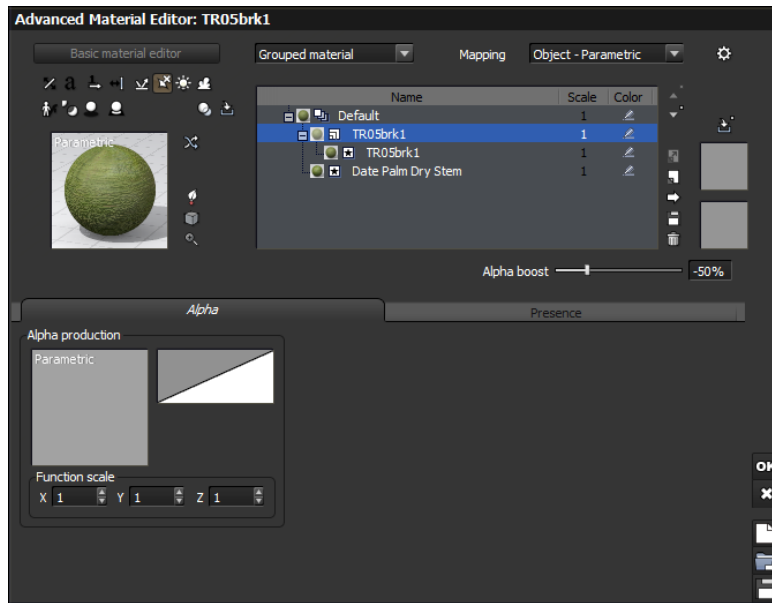 Advanced Material Editor: TR05brk1
Basic material editor
Grouped material
Mapping
Object - Parametric
Name Scale Color
Default 1
TR05brk1 1
TR05brk1 1
Date Palm Dry Stem 1
Parametric
Alpha boost
-50%
Alpha
Presence
Alpha production
Parametric
Function scale
X 1 Y 1 Z 1
OK